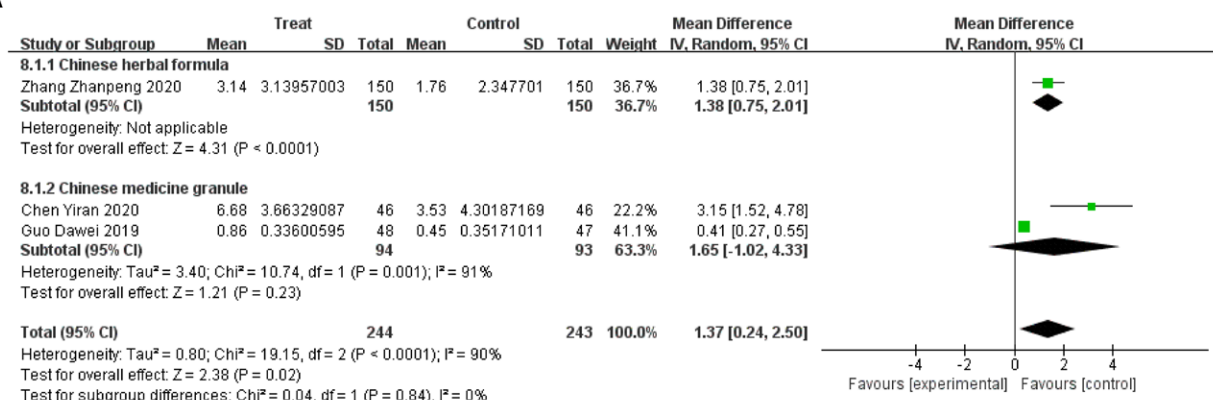 Treat Control Mean Difference Mean Difference
Study or Subgroup Mean SD Total Mean SD Total Weight IV, Random, 95% CI IV, Random, 95% CI
8.1.1 Chinese herbal formula
Zhang Zhanpeng 2020 3.14 3.13957003 150 1.76 2.347701 150 36.7% 1.38 [0.75, 2.01]
Subtotal (95% CI) 150 150 36.7% 1.38 [0.75, 2.01]
Heterogeneity: Not applicable
Test for overall effect: Z = 4.31 (P < 0.0001)
8.1.2 Chinese medicine granule
Chen Yiran 2020 6.68 3.66329087 46 3.53 4.30187169 46 22.2% 3.15 [1.52, 4.78]
Guo Dawei 2019 0.86 0.33600595 48 0.45 0.35171011 47 41.1% 0.41 [0.27, 0.55]
Subtotal (95% CI) 94 93 63.3% 1.65 [-1.02, 4.33]
Heterogeneity: Tau² = 3.40; Chi² = 10.74, df = 1 (P = 0.001); I² = 91%
Test for overall effect: Z = 1.21 (P = 0.23)
Total (95% CI) 244 243 100.0% 1.37 [0.24, 2.50]
Heterogeneity: Tau² = 0.80; Chi² = 19.15, df = 2 (P < 0.0001); I² = 90%
Test for overall effect: Z = 2.38 (P = 0.02)
Test for subgroup differences: Chi² = 0.04, df = 1 (P = 0.84), I² = 0%
-4 -2 0 2 4
Favours [experimental] Favours [control]